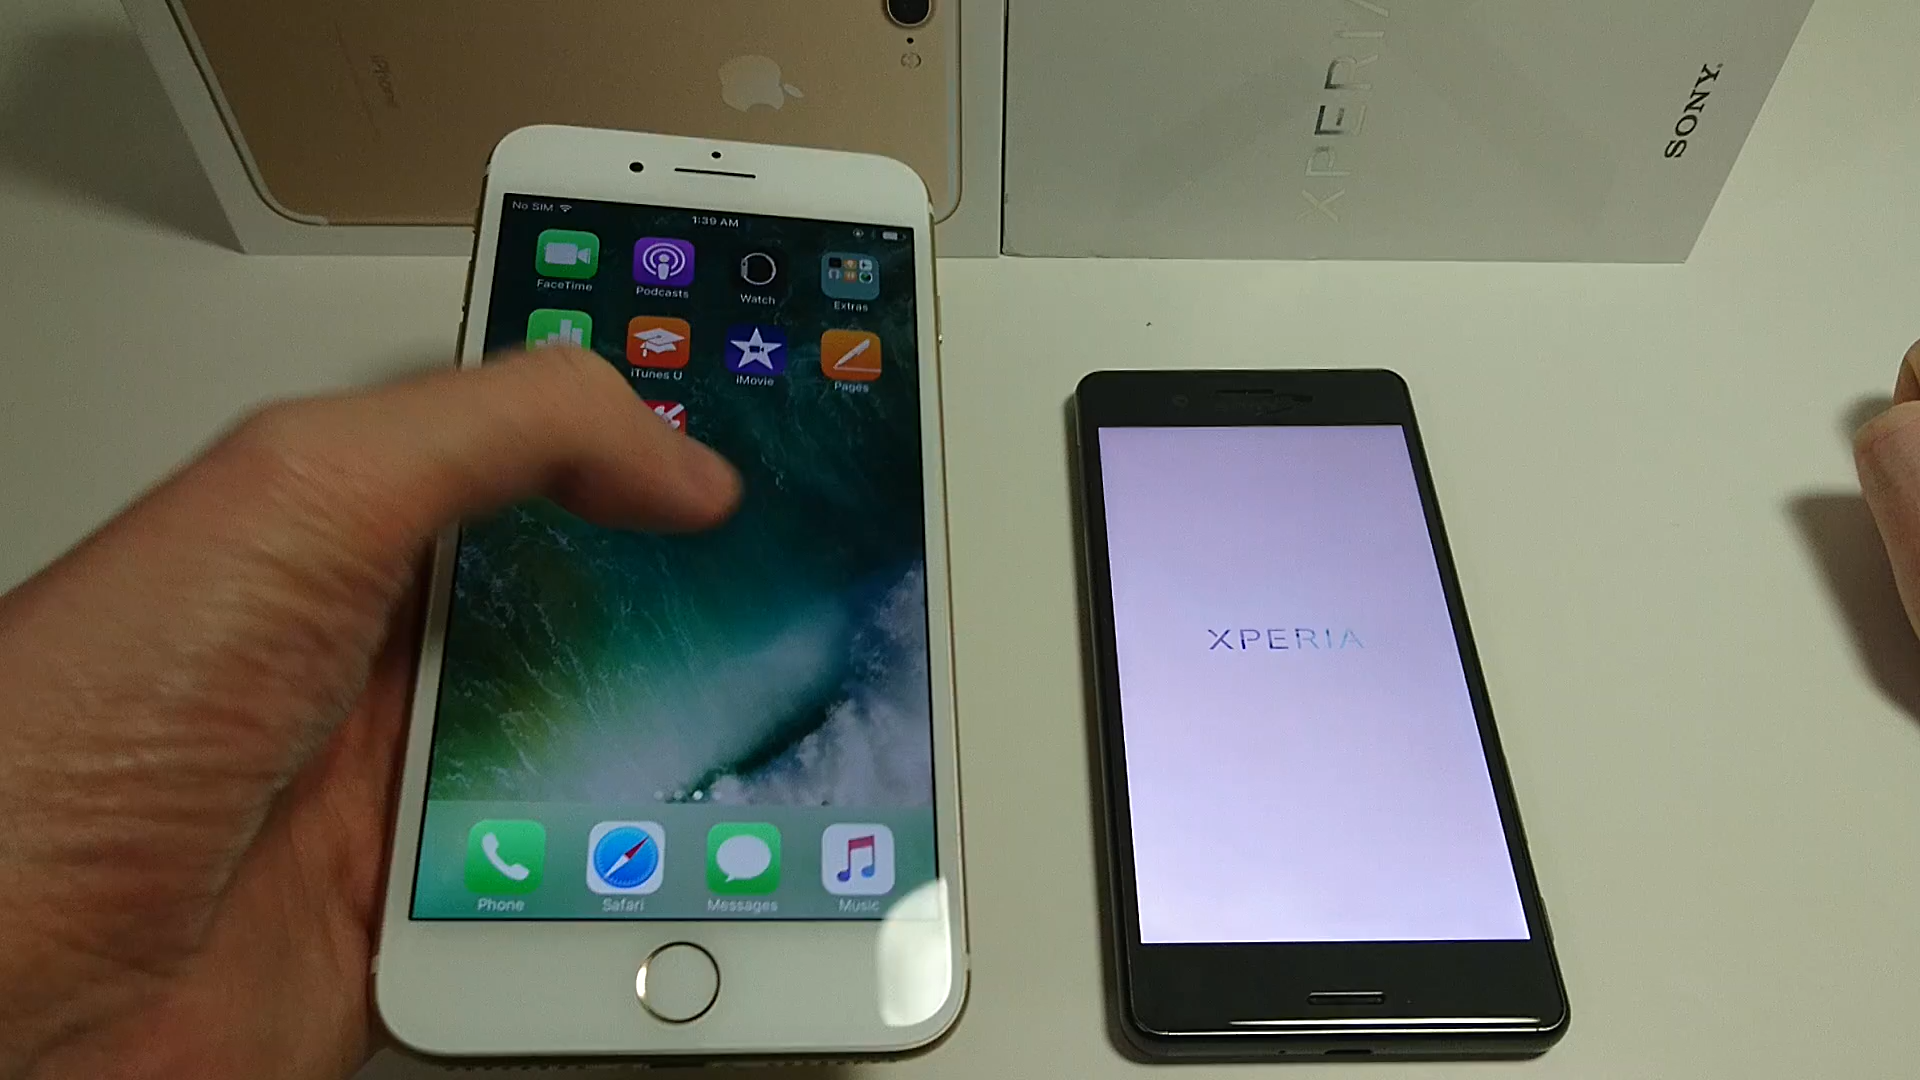 iPhone
XPERIA
SONY
No SIM
1:39 AM
FaceTime
Podcasts
Watch
Extras
iTunes U
iMovie
Pages
XPERIA
Phone
Safari
Messages
Music